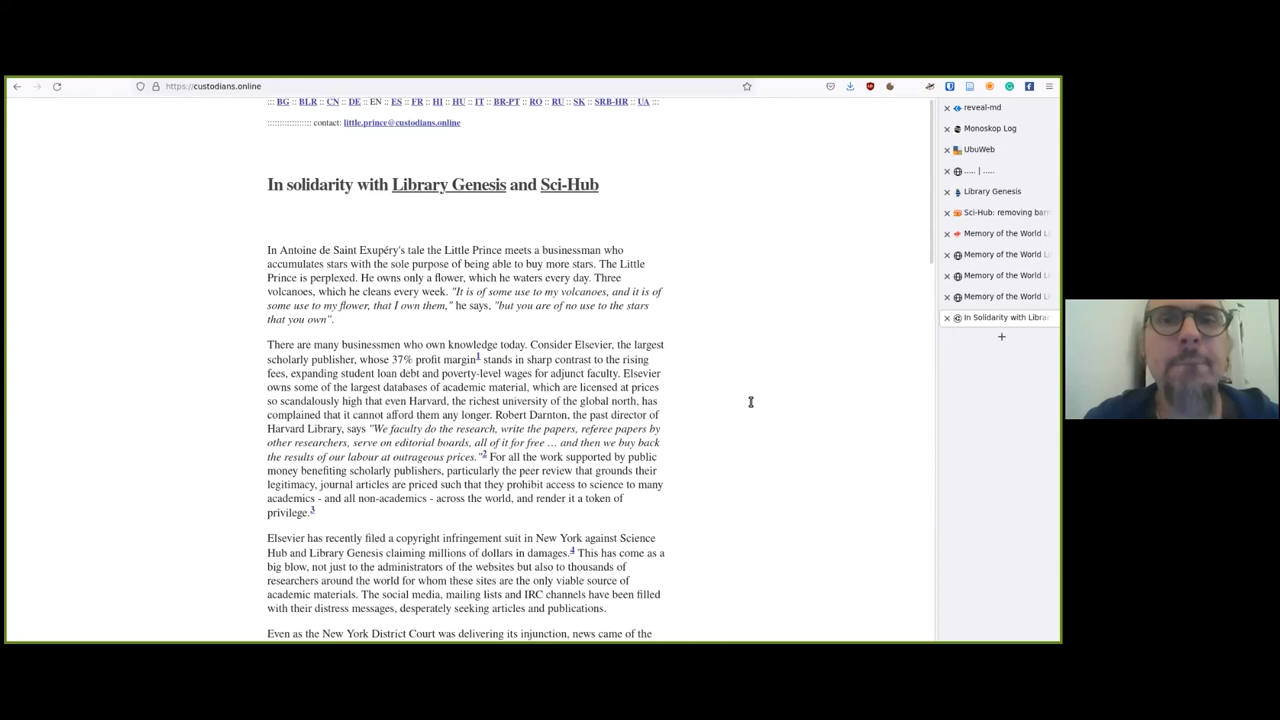 https://custodians.online
::: BG :: BLR :: CN :: DE :: EN :: ES :: FR :: HI :: HU :: IT :: BR-PT :: RO :: RU :: SK :: SRB-HR :: UA :::
:::::::::::::::::: contact: little.prince@custodians.online
In solidarity with Library Genesis and Sci-Hub
In Antoine de Saint Exupéry's tale the Little Prince meets a businessman who
accumulates stars with the sole purpose of being able to buy more stars. The Little
Prince is perplexed. He owns only a flower, which he waters every day. Three
volcanoes, which he cleans every week. "It is of some use to my volcanoes, and it is of
some use to my flower, that I own them," he says, "but you are of no use to the stars
that you own".
There are many businessmen who own knowledge today. Consider Elsevier, the largest
scholarly publisher, whose 37% profit margin1 stands in sharp contrast to the rising
fees, expanding student loan debt and poverty-level wages for adjunct faculty. Elsevier
owns some of the largest databases of academic material, which are licensed at prices
so scandalously high that even Harvard, the richest university of the global north, has
complained that it cannot afford them any longer. Robert Darnton, the past director of
Harvard Library, says "We faculty do the research, write the papers, referee papers by
other researchers, serve on editorial boards, all of it for free … and then we buy back
the results of our labour at outrageous prices."2 For all the work supported by public
money benefiting scholarly publishers, particularly the peer review that grounds their
legitimacy, journal articles are priced such that they prohibit access to science to many
academics - and all non-academics - across the world, and render it a token of
privilege.3
Elsevier has recently filed a copyright infringement suit in New York against Science
Hub and Library Genesis claiming millions of dollars in damages.4 This has come as a
big blow, not just to the administrators of the websites but also to thousands of
researchers around the world for whom these sites are the only viable source of
academic materials. The social media, mailing lists and IRC channels have been filled
with their distress messages, desperately seeking articles and publications.
Even as the New York District Court was delivering its injunction, news came of the
reveal-md
Monoskop Log
UbuWeb
..... | .....
Library Genesis
Sci-Hub: removing bar
Memory of the World Li
Memory of the World Li
Memory of the World Li
Memory of the World Li
In Solidarity with Librar